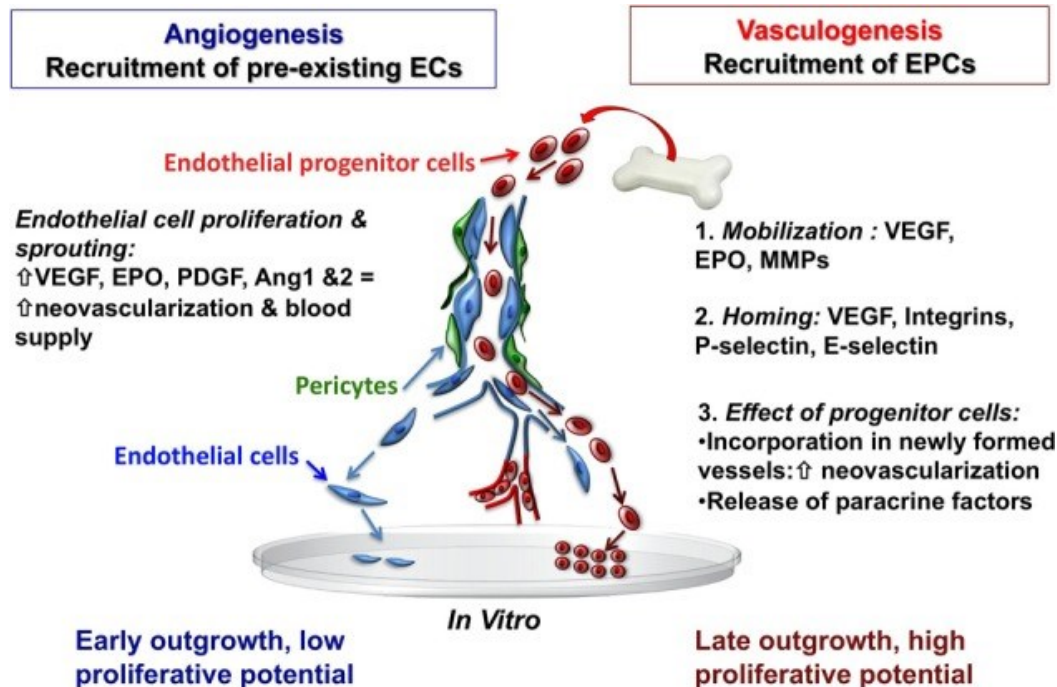 Angiogenesis
Recruitment of pre-existing ECs
Vasculogenesis
Recruitment of EPCs
Endothelial progenitor cells
Endothelial cell proliferation &
sprouting:
⇧VEGF, EPO, PDGF, Ang1 &2 =
⇧neovascularization & blood
supply
Pericytes
Endothelial cells
1. Mobilization : VEGF,
EPO, MMPs
2. Homing: VEGF, Integrins,
P-selectin, E-selectin
3. Effect of progenitor cells:
•Incorporation in newly formed
vessels:⇧ neovascularization
•Release of paracrine factors
In Vitro
Early outgrowth, low
proliferative potential
Late outgrowth, high
proliferative potential